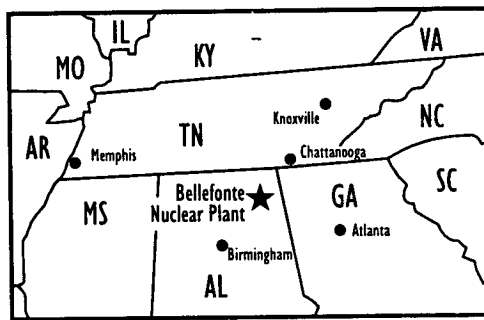 IL
VA
KY
MO
Knoxville
NC
TN
AR
Memphis
Chattanooga
SC
Bellefonte
Nuclear Plant
GA
MS
Atlanta
Birmingham
AL